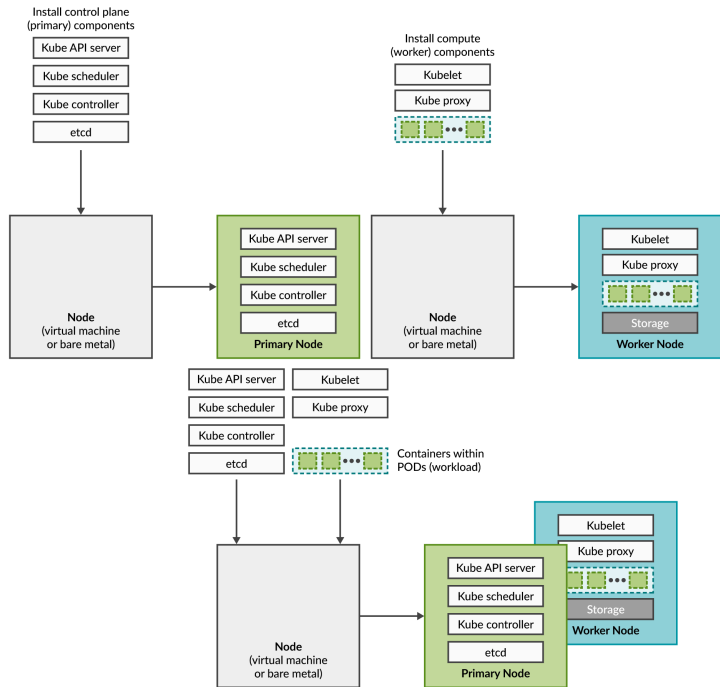 Install control plane
(primary) components
Kube API server
Kube scheduler
Kube controller
etcd
Install compute
(worker) components
Kubelet
Kube proxy
Node
(virtual machine
or bare metal)
Kube API server
Kube scheduler
Kube controller
etcd
Primary Node
Node
(virtual machine
or bare metal)
Kubelet
Kube proxy
Storage
Worker Node
Kube API server
Kube scheduler
Kube controller
etcd
Kubelet
Kube proxy
Containers within
PODs (workload)
Node
(virtual machine
or bare metal)
Kube API server
Kube scheduler
Kube controller
etcd
Primary Node
Kubelet
Kube proxy
Storage
Worker Node